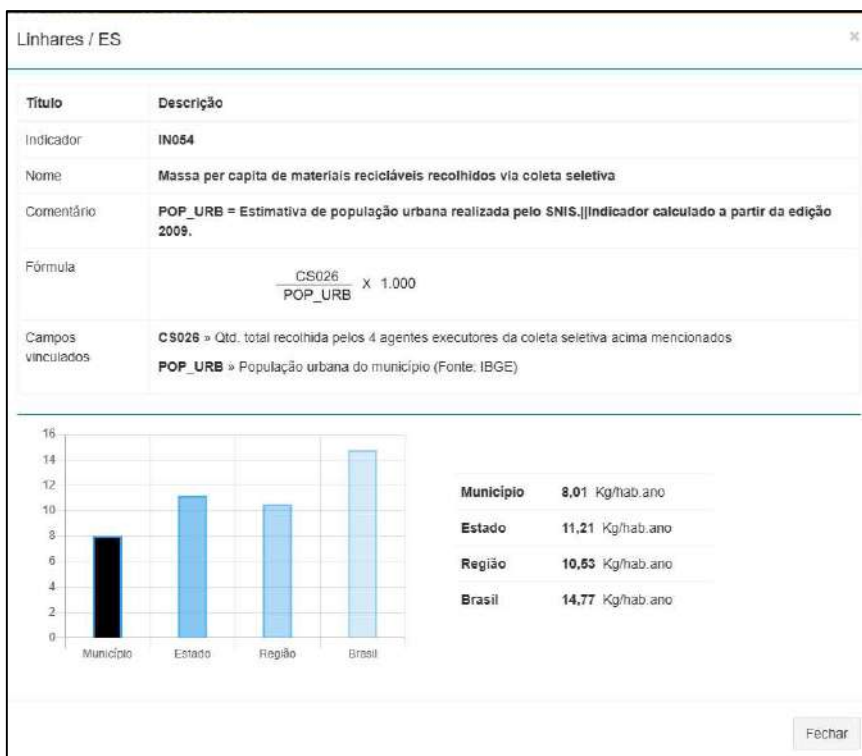 Linhares / ES
×
Título Descrição
Indicador IN054
Nome Massa per capita de materiais recicláveis recolhidos via coleta seletiva
Comentário POP_URB = Estimativa de população urbana realizada pelo SNIS.||Indicador calculado a partir da edição
2009.
Fórmula
CS026
POP_URB X 1.000
Campos
vinculados
CS026 » Qtd. total recolhida pelos 4 agentes executores da coleta seletiva acima mencionados
POP_URB » População urbana do município (Fonte: IBGE)
16
14
12
10
8
6
4
2
0
Município Estado Região Brasil
Município 8,01 Kg/hab.ano
Estado 11,21 Kg/hab.ano
Região 10,53 Kg/hab.ano
Brasil 14,77 Kg/hab.ano
Fechar